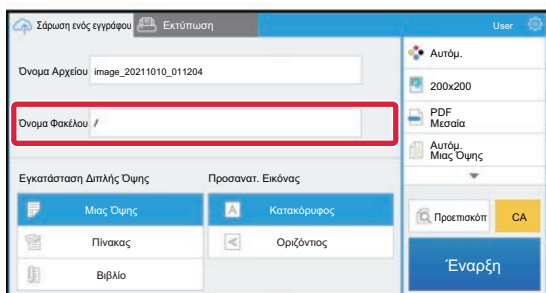 Σάρωση ενός εγγράφου
Εκτύπωση
User
Όνομα Αρχείου
image_20211010_011204
Όνομα Φακέλου
/
Εγκατάσταση Διπλής Όψης
Προσανατ. Εικόνας
Μιας Όψης
Πίνακας
Βιβλίο
A
Κατακόρυφος
A
Οριζόντιος
Αυτόμ.
200x200
PDF
Μεσαία
Αυτόμ.
Μιας Όψης
Προεπισκόπ
CA
Έναρξη